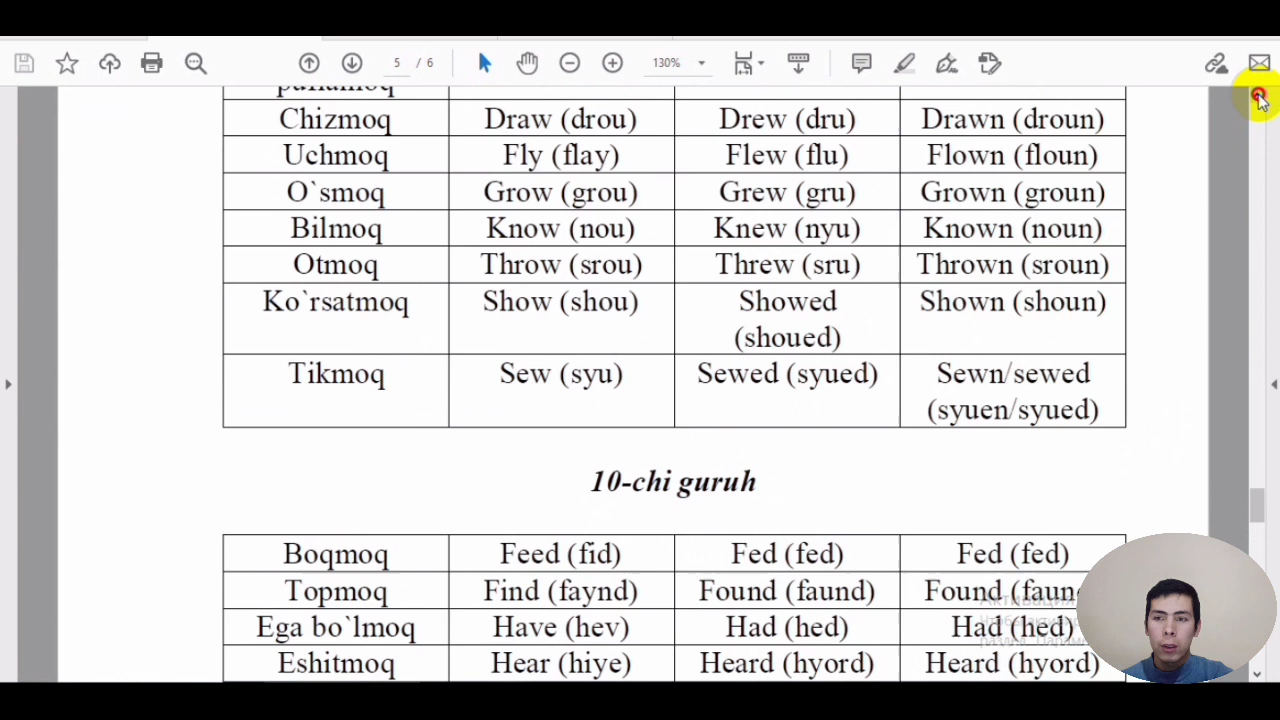 5 / 6 130%
Chizmoq Draw (drou) Drew (dru) Drawn (droun)
Uchmoq Fly (flay) Flew (flu) Flown (floun)
O`smoq Grow (grou) Grew (gru) Grown (groun)
Bilmoq Know (nou) Knew (nyu) Known (noun)
Otmoq Throw (srou) Threw (sru) Thrown (sroun)
Ko`rsatmoq Show (shou) Showed Shown (shoun)
(shoued)
Tikmoq Sew (syu) Sewed (syued) Sewn/sewed
(syuen/syued)
10-chi guruh
Boqmoq Feed (fid) Fed (fed) Fed (fed)
Topmoq Find (faynd) Found (faund) Found (faund
Ega bo`lmoq Have (hev) Had (hed) Had (hed)
Eshitmoq Hear (hiye) Heard (hyord) Heard (hyord)